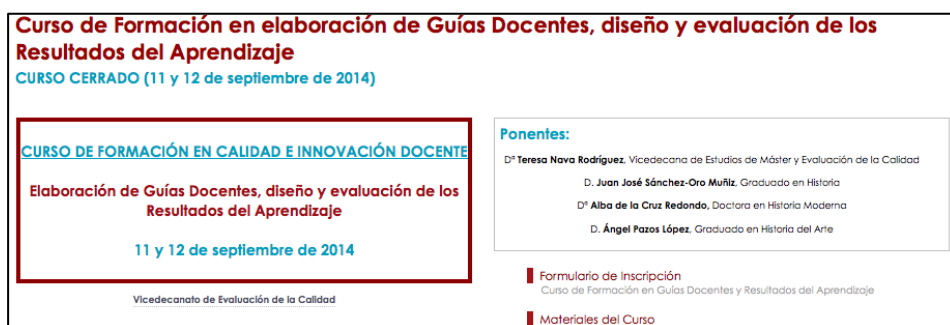 Curso de Formación en elaboración de Guías Docentes, diseño y evaluación de los
Resultados del Aprendizaje
CURSO CERRADO (11 y 12 de septiembre de 2014)
CURSO DE FORMACIÓN EN CALIDAD E INNOVACIÓN DOCENTE
Elaboración de Guías Docentes, diseño y evaluación de los
Resultados del Aprendizaje
11 y 12 de septiembre de 2014
Vicedecanato de Evaluación de la Calidad
Ponentes:
Dª Teresa Nava Rodríguez, Vicedecana de Estudios de Máster y Evaluación de la Calidad
D. Juan José Sánchez-Oro Muñiz, Graduado en Historia
Dª Alba de la Cruz Redondo, Doctora en Historia Moderna
D. Ángel Pazos López, Graduado en Historia del Arte
Formulario de Inscripción
Curso de Formación en Guías Docentes y Resultados del Aprendizaje
Materiales del Curso